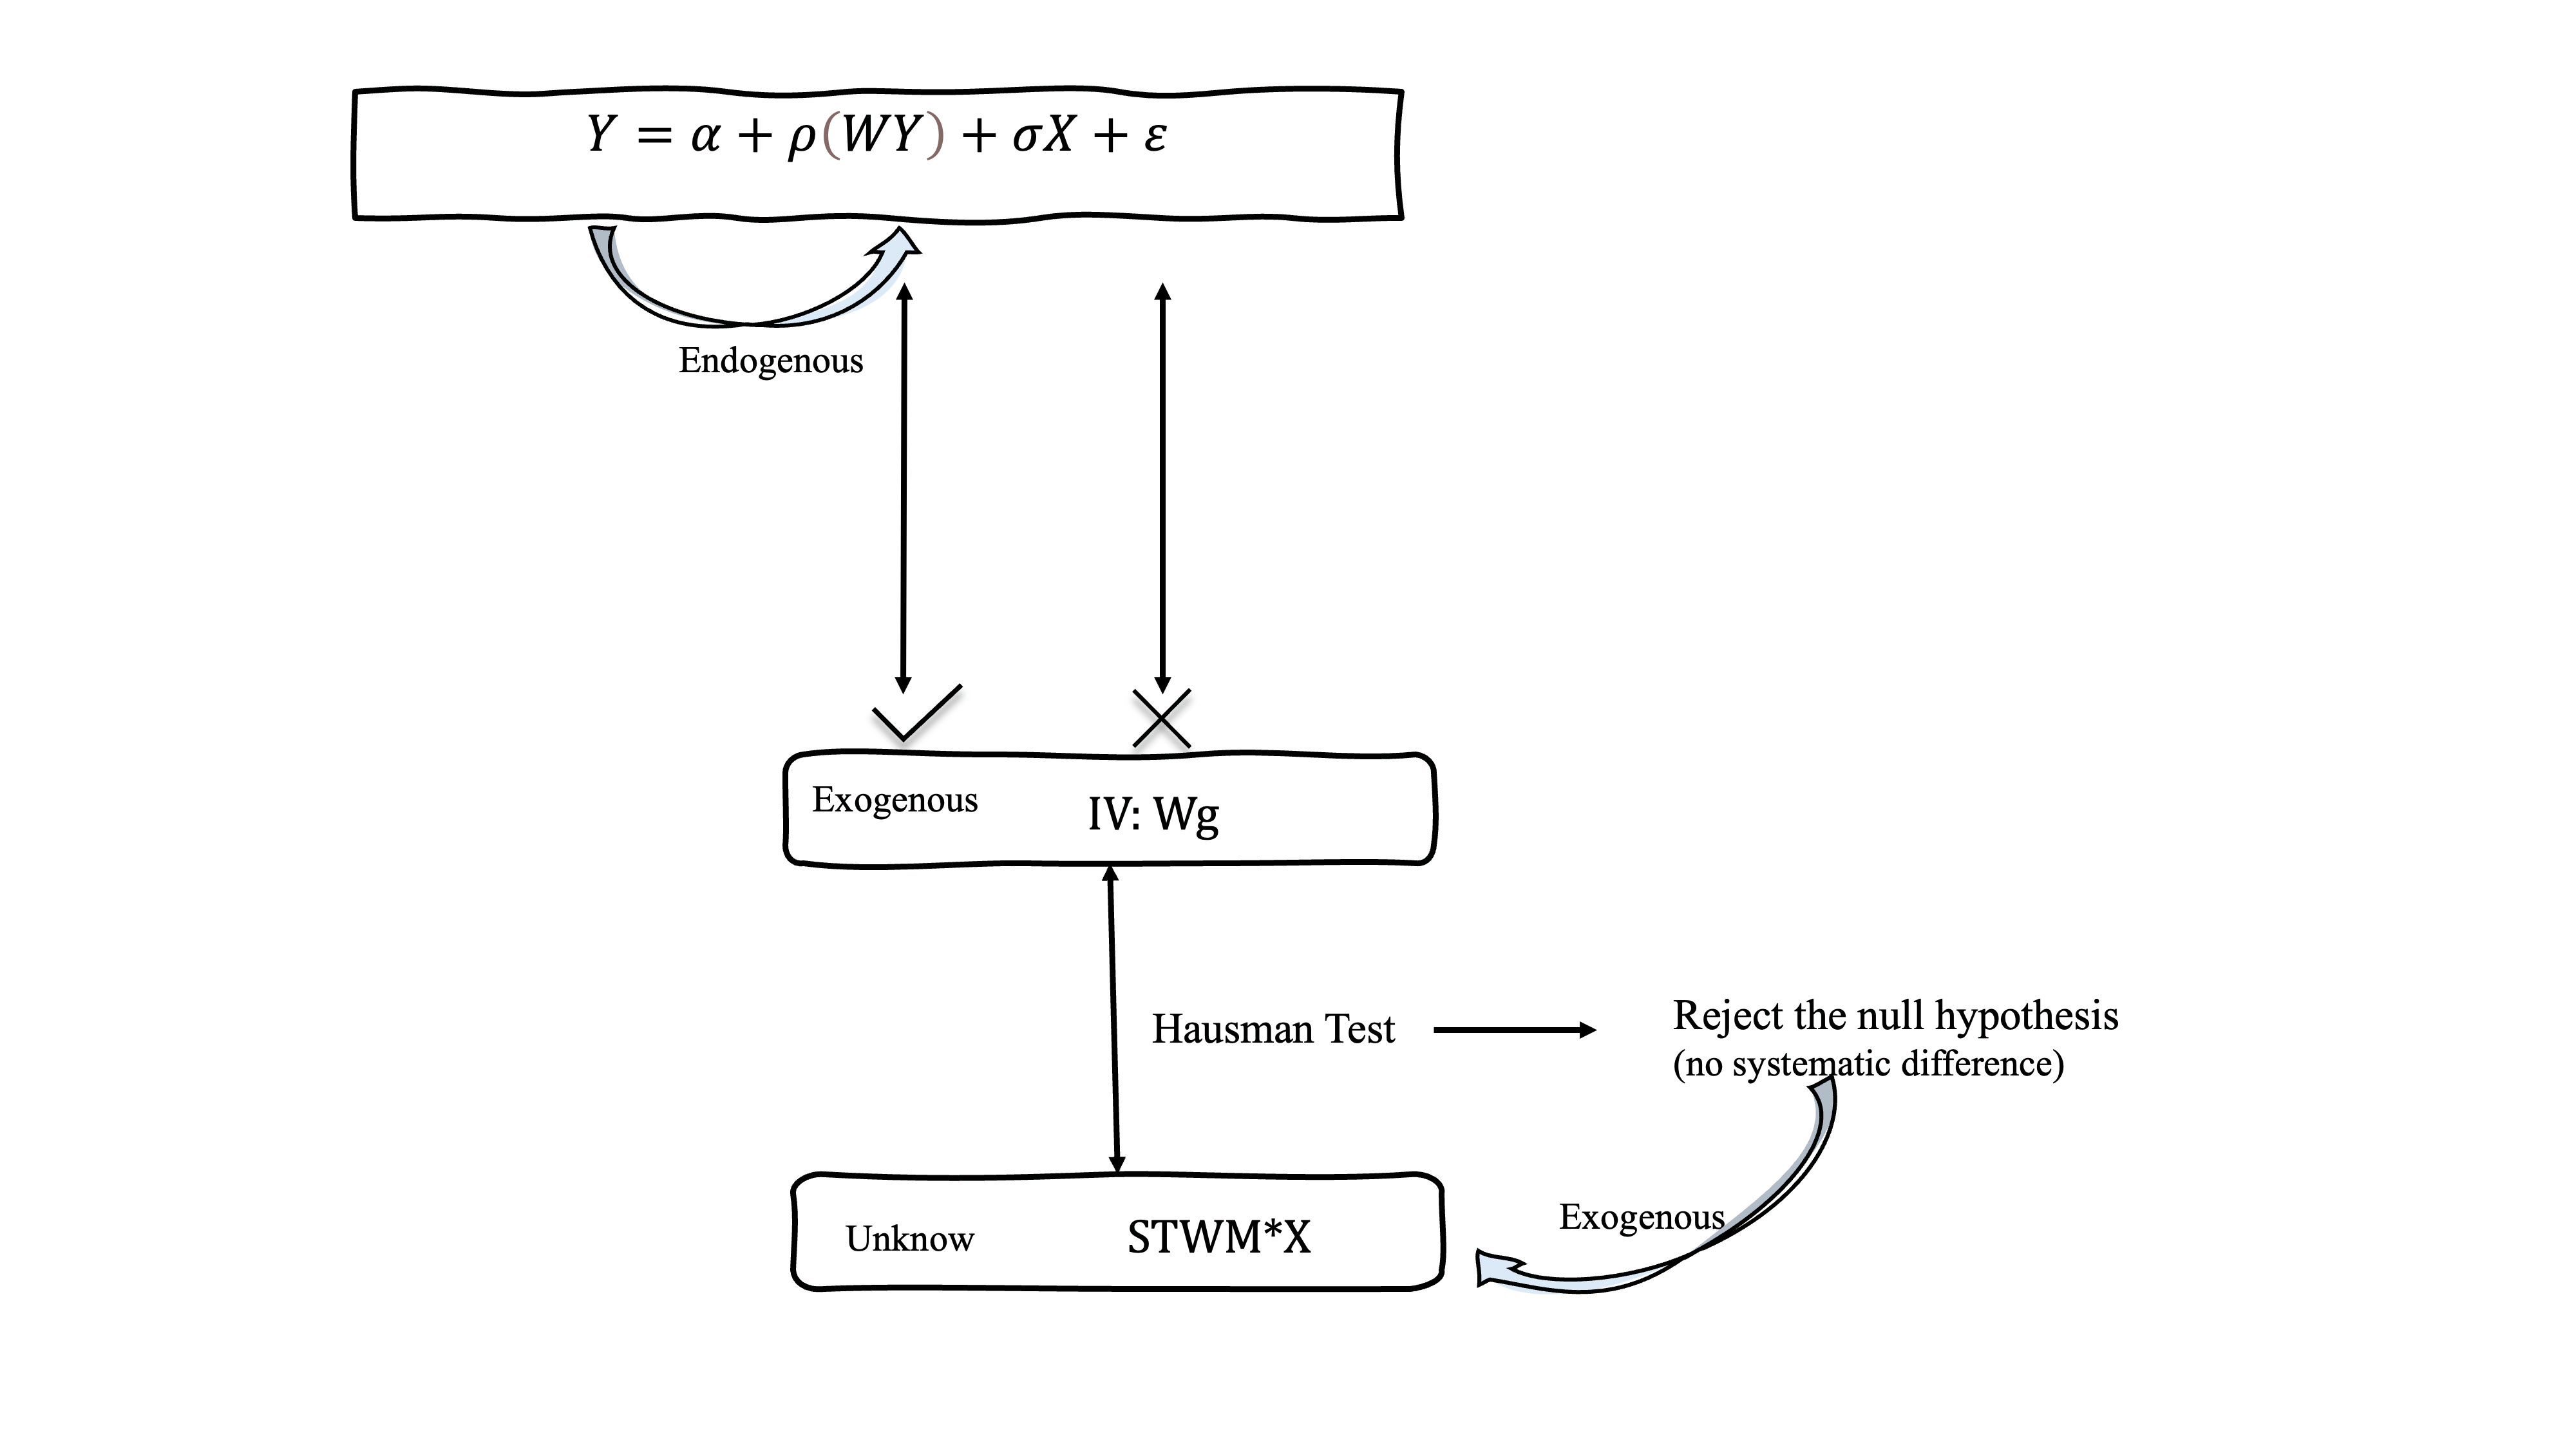 Y = α + ρ(WY) + σX + ε
Endogenous
Exogenous IV: Wg
Hausman Test
Reject the null hypothesis
(no systematic difference)
Exogenous
Unknow STWM*X